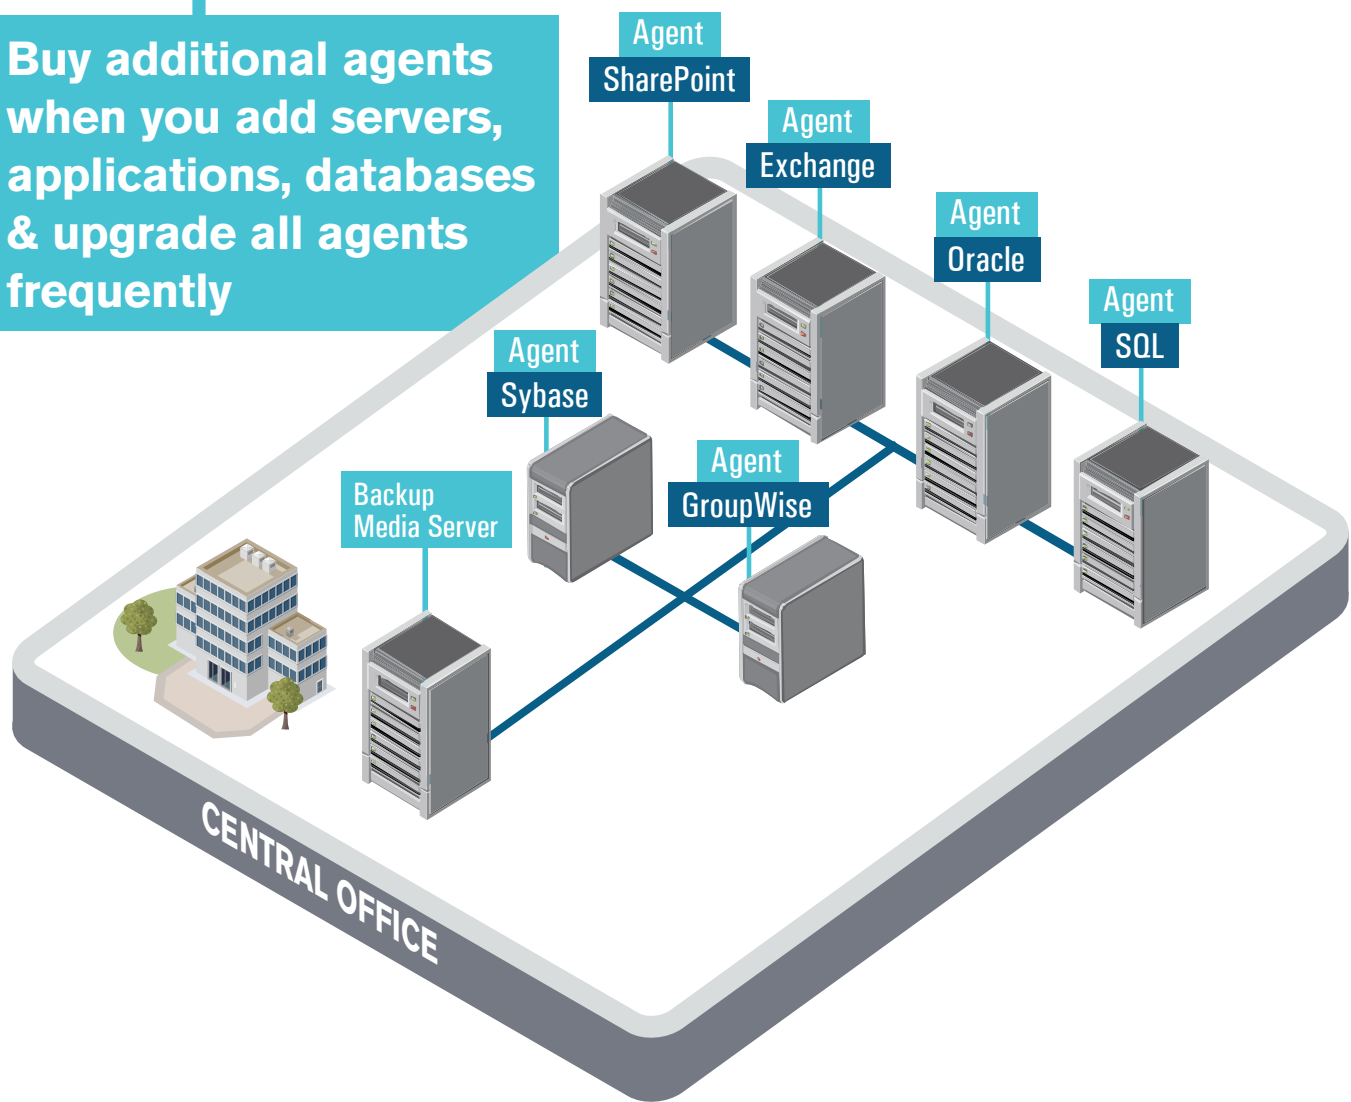 Buy additional agents
when you add servers,
applications, databases
& upgrade all agents
frequently
Agent
SharePoint
Agent
Exchange
Agent
Oracle
Agent
SQL
Agent
Sybase
Agent
GroupWise
Backup
Media Server
CENTRAL OFFICE